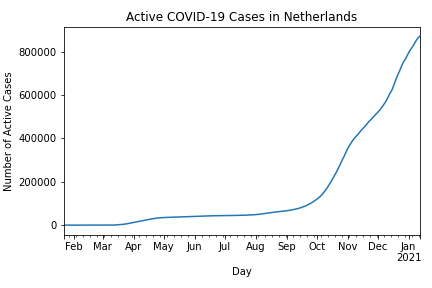 Active COVID-19 Cases in Netherlands
Number of Active Cases
800000
600000
400000
200000
0
Feb Mar Apr May Jun Jul Aug Sep Oct Nov Dec Jan
2021
Day